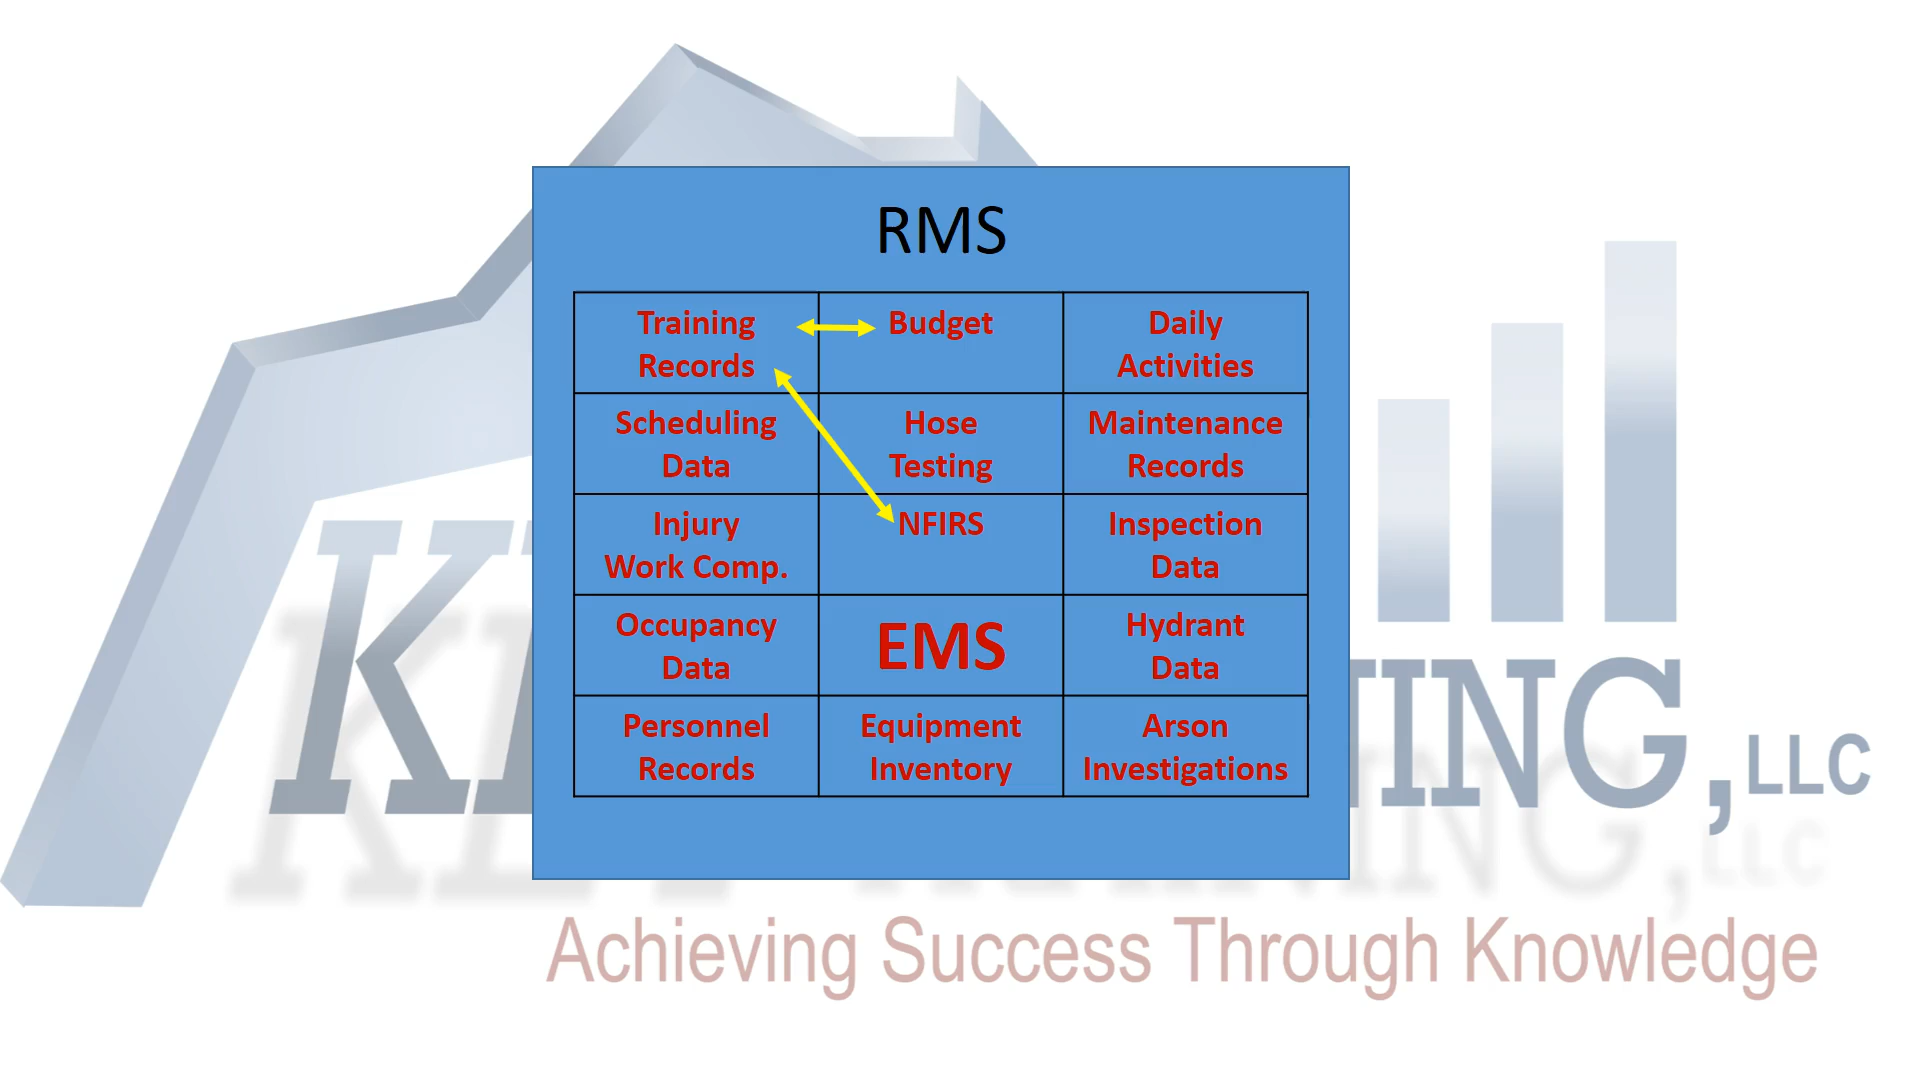 RMS
Training Budget Daily
Records Activities
Scheduling Hose Maintenance
Data Testing Records
Injury NFIRS Inspection
Work Comp. Data
Occupancy EMS Hydrant
Data Data
Personnel Equipment Arson
Records Inventory Investigations
, LLC
Achieving Success Through Knowledge